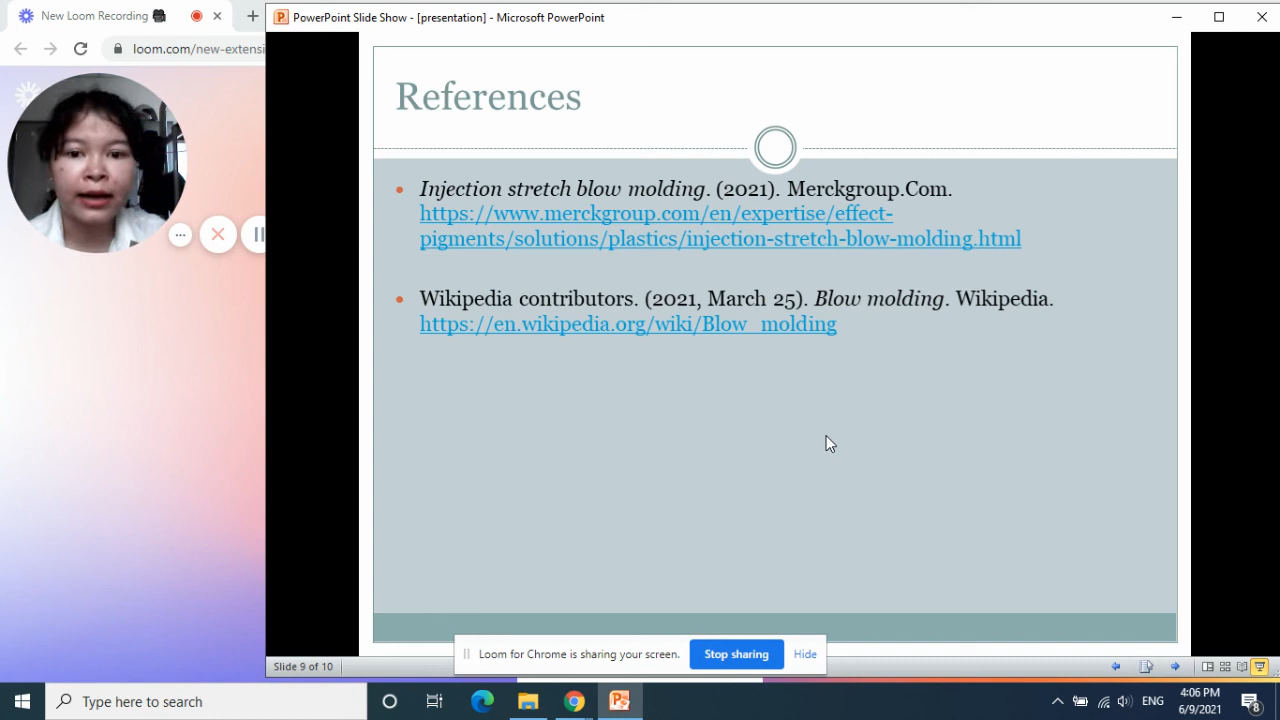 New Loom Recording
PowerPoint Slide Show - [presentation] - Microsoft PowerPoint
loom.com/new-extensi
References
Injection stretch blow molding. (2021). Merckgroup.Com.
https://www.merckgroup.com/en/expertise/effect-
pigments/solutions/plastics/injection-stretch-blow-molding.html
Wikipedia contributors. (2021, March 25). Blow molding. Wikipedia.
https://en.wikipedia.org/wiki/Blow_molding
Loom for Chrome is sharing your screen. Stop sharing Hide
Slide 9 of 10
Type here to search
ENG
4:06 PM
6/9/2021
8